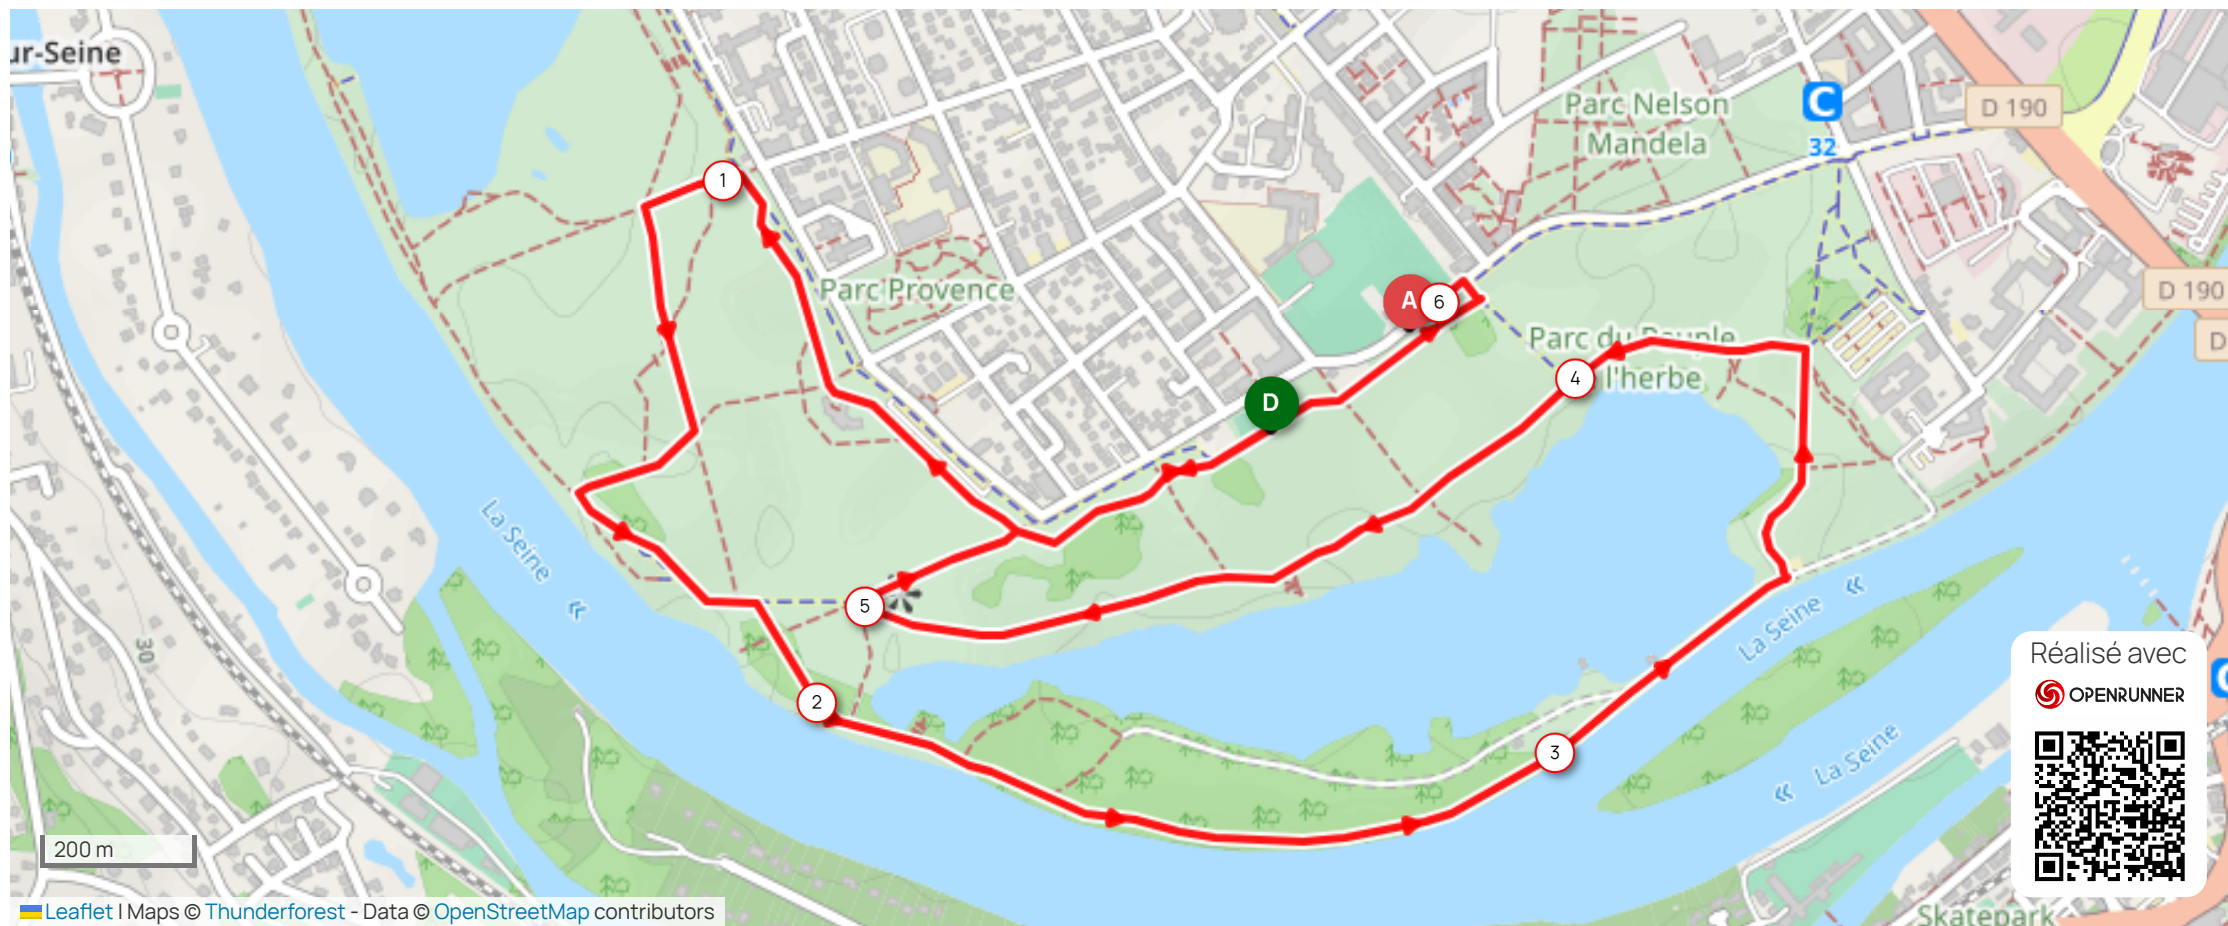 ur-Seine
Parc Nelson
Mandela
C
32
D 190
1
Parc Provence
A
6
D 190
D
Parc du Peuple
l'herbe
4
D
La Seine
5
30
2
La Seine
3
La Seine
200 m
Réalisé avec
OPENRUNNER
Leaflet | Maps © Thunderforest - Data © OpenStreetMap contributors
Skatepark